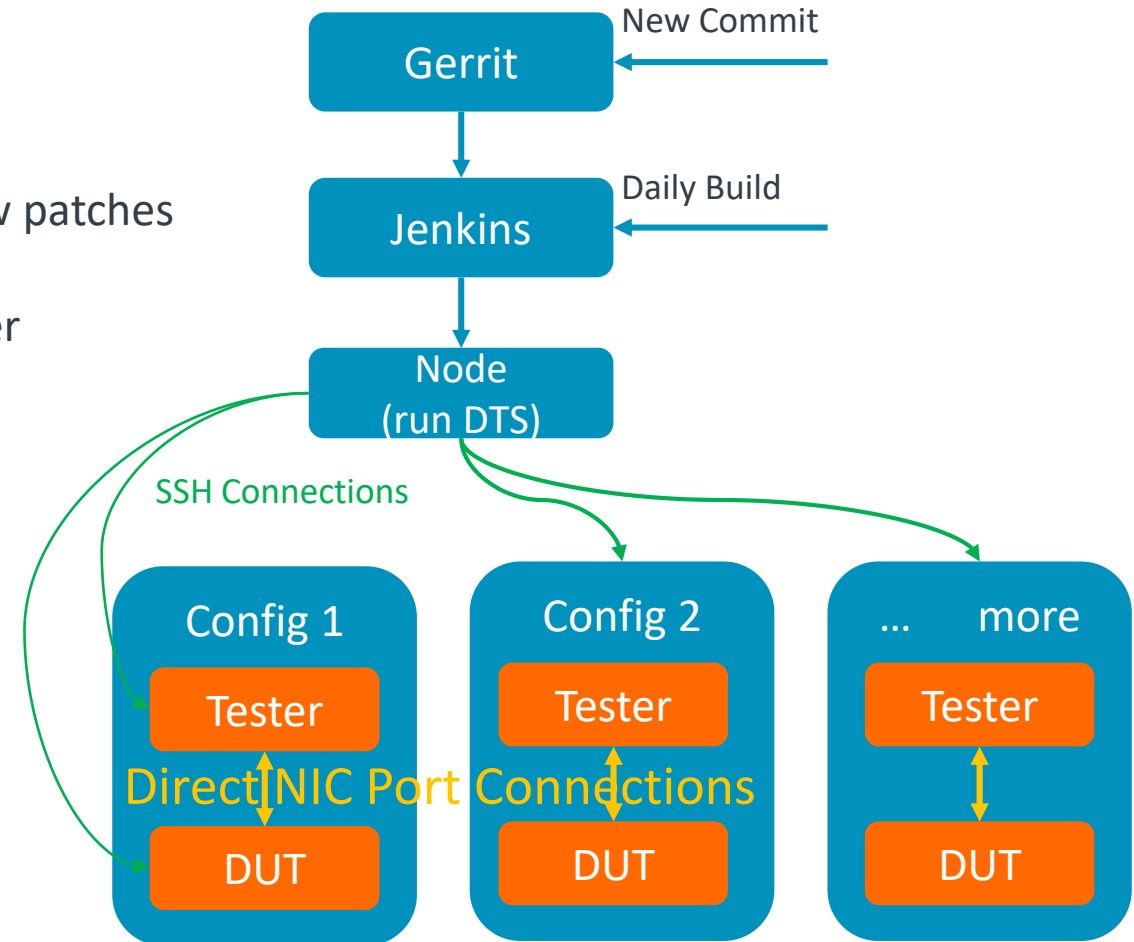 New Commit
Gerrit
Daily Build
patches
Jenkins
Node
(run DTS)
SSH Connections
Config 1
Config 2
... more
Tester
Tester
Tester
Direct NIC Port Connections
DUT
DUT
DUT